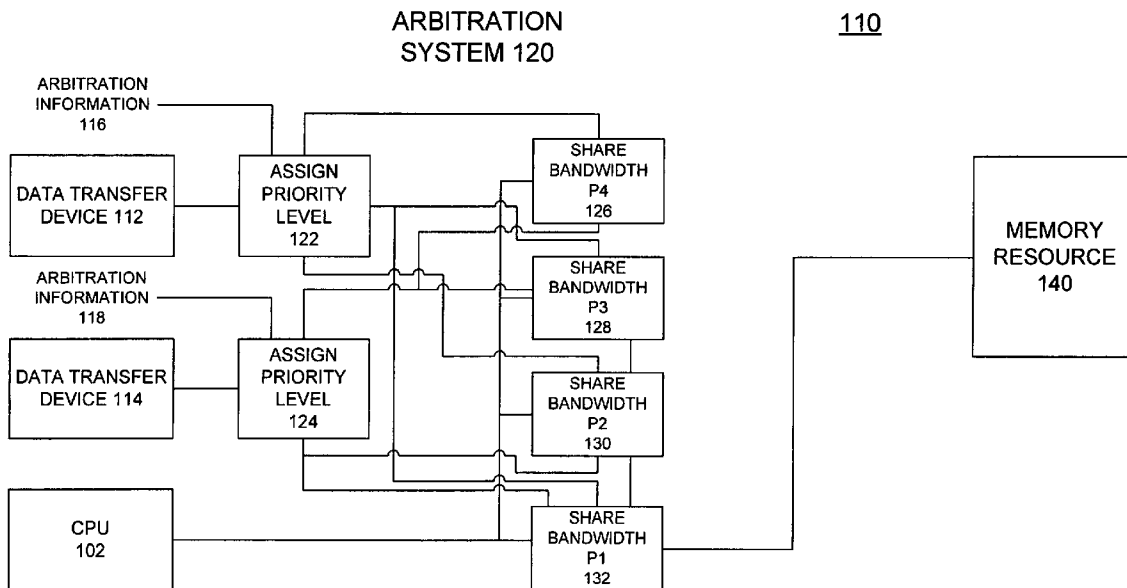 ARBITRATION
SYSTEM 120
110
ARBITRATION
INFORMATION
116
DATA TRANSFER
DEVICE 112
ASSIGN
PRIORITY
LEVEL
122
SHARE
BANDWIDTH
P4
126
MEMORY
RESOURCE
140
ARBITRATION
INFORMATION
118
SHARE
BANDWIDTH
P3
128
DATA TRANSFER
DEVICE 114
ASSIGN
PRIORITY
LEVEL
124
SHARE
BANDWIDTH
P2
130
CPU
102
SHARE
BANDWIDTH
P1
132